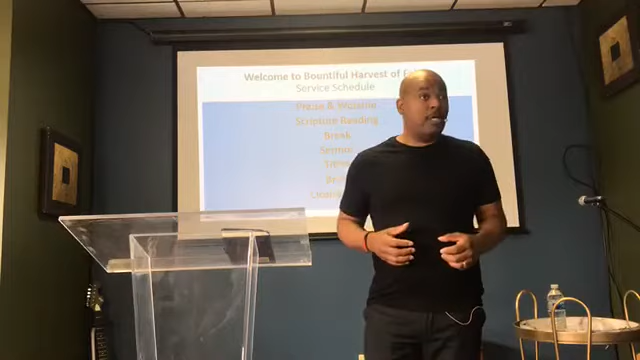 Welcome to Bountiful Harvest of
Service Schedule
Praise & Worship
Scripture Reading
Break
Sermon